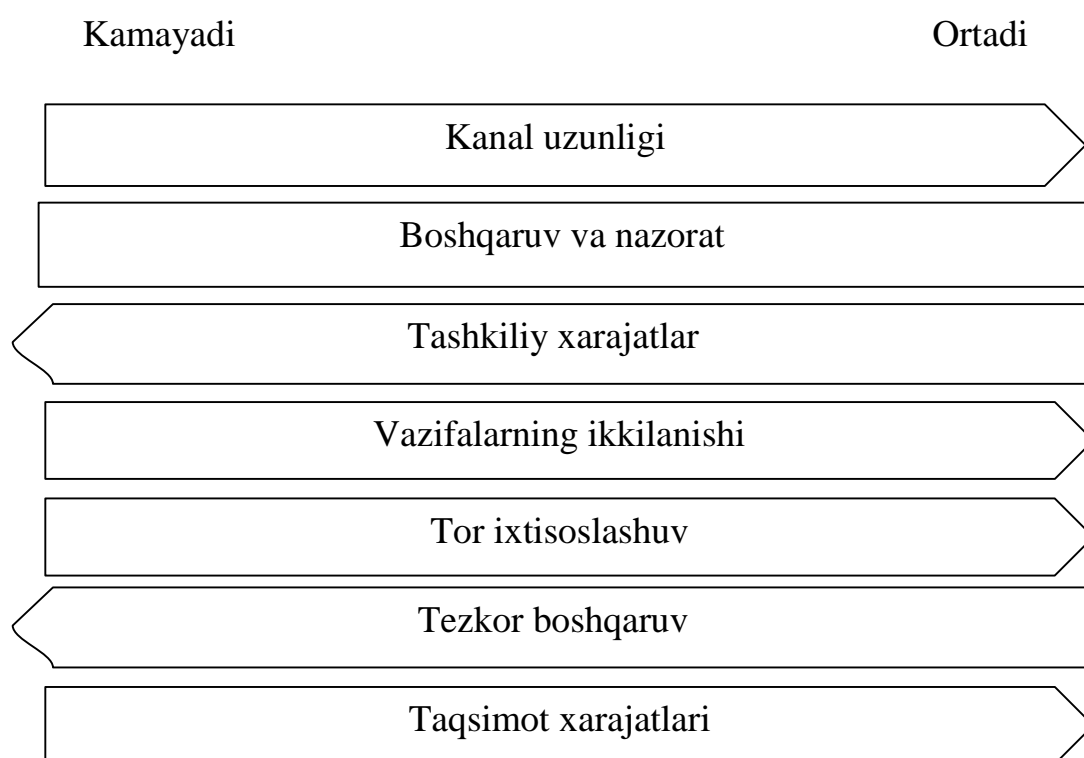 Kamayadi Ortadi
Kanal uzunligi
Boshqaruv va nazorat
Tashkiliy xarajatlar
Vazifalarning ikkilanishi
Tor ixtisoslashuv
Tezkor boshqaruv
Taqsimot xarajatlari